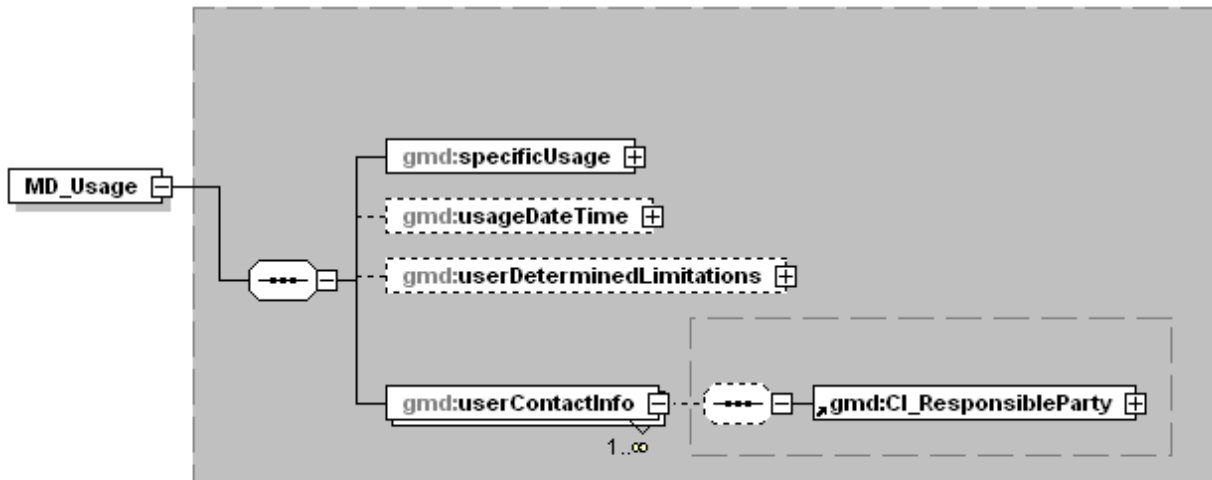 gmd:specificUsage
MD_Usage
gmd:usageDateTime
gmd:userDeterminedLimitations
gmd:userContactInfo
gmd:CI_ResponsibleParty
1..∞